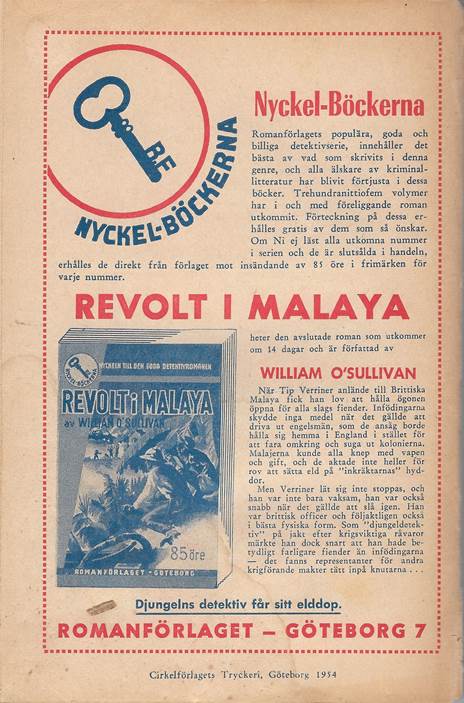 RE
NYCKEL-BÖCKERNA
Nyckel-Böckerna
Romanförlagets populära, goda och
billiga detektivserie, innehåller det
bästa av vad som skrivits i denna
genre, och alla älskare av kriminal-
litteratur har blivit förtjusta i dessa
böcker. Trehundranittiofem volymer
har i och med föreliggande roman
utkommit. Förteckning på dessa er-
hålles gratis av dem som så önskar.
Om Ni ej läst alla utkomna nummer
i serien och de är slutsålda i handeln,
erhålles de direkt från förlaget mot insändande av 85 öre i frimärken för
varje nummer.
REVOLT I MALAYA
heter den avslutade roman som utkommer
om 14 dagar och är författad av
WILLIAM O'SULLIVAN
När Tip Verriner anlände till Brittiska
Malaya fick han lov att hålla ögonen
öppna för alla slags fiender. Infödingarna
skydde inga medel när det gällde att
driva ut engelsmän, som de ansåg borde
hålla sig hemma i England i stället för
att fara omkring och suga ut kolonierna.
Malajerna kunde alla knep med vapen
och gift, och de aktade inte heller för
rov att sätta eld på "inkräktarnas" hyd-
dor.
Men Verriner lät sig inte stoppas, och
han var inte bara vaksam, han var också
snabb när det gällde att slå igen. Han
var brittisk officer och följaktligen också
i bästa fysiska form. Som "djungeldetek-
tiv" på jakt efter krigsviktiga råvaror
märkte han dock snart att han hade be-
tydligt farligare fiender än infödingarna
— det fanns representanter för andra
krigförande makter tätt inpå knutarna . . .
NYCKELN TILL DEN GODA DETEKTIVROMANEN
NYCKEL-BÖCKERNA
REVOLT i MALAYA
av WILLIAN O'SULLIVAN
85 öre
ROMANFÖRLAGET - GÖTEBORG
Djungelns detektiv får sitt elddop.
ROMANFÖRLAGET — GÖTEBORG 7
Cirkelförlagets Tryckeri, Göteborg 1954